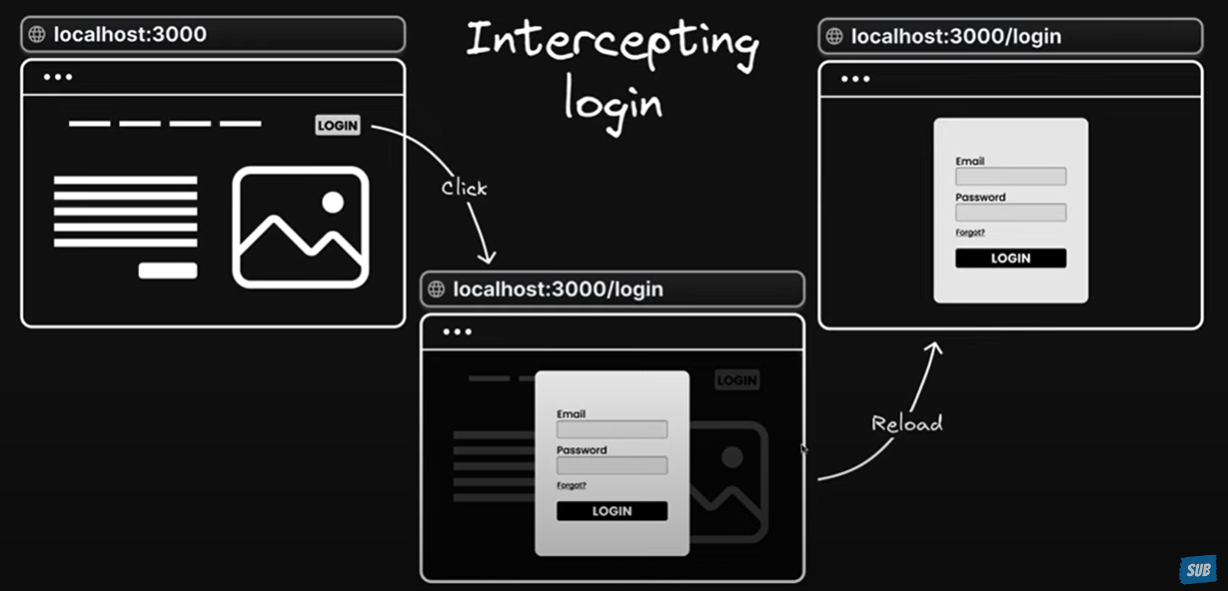 localhost:3000
LOGIN
Intercepting
login
Click
localhost:3000/login
LOGIN
Email
Password
Forgot?
LOGIN
Reload
localhost:3000/login
Email
Password
Forgot?
LOGIN
SUB